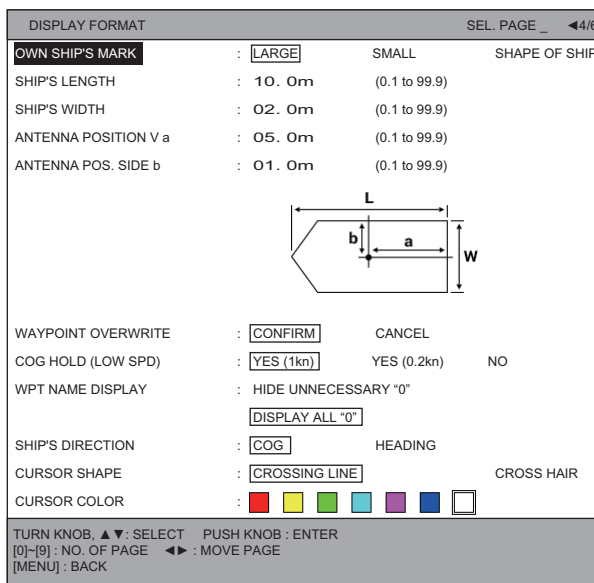 DISPLAY FORMAT SEL. PAGE _ ◄4/6
OWN SHIP'S MARK : LARGE SMALL SHAPE OF SHIP
SHIP'S LENGTH : 10. 0m (0.1 to 99.9)
SHIP'S WIDTH : 02. 0m (0.1 to 99.9)
ANTENNA POSITION V a : 05. 0m (0.1 to 99.9)
ANTENNA POS. SIDE b : 01. 0m (0.1 to 99.9)
L
b a W
WAYPOINT OVERWRITE : CONFIRM CANCEL
COG HOLD (LOW SPD) : YES (1kn) YES (0.2kn) NO
WPT NAME DISPLAY : HIDE UNNECESSARY “0”
DISPLAY ALL “0”
SHIP'S DIRECTION : COG HEADING
CURSOR SHAPE : CROSSING LINE CROSS HAIR
CURSOR COLOR :
TURN KNOB, ▲▼: SELECT PUSH KNOB : ENTER
[0]~[9] : NO. OF PAGE ◄► : MOVE PAGE
[MENU] : BACK